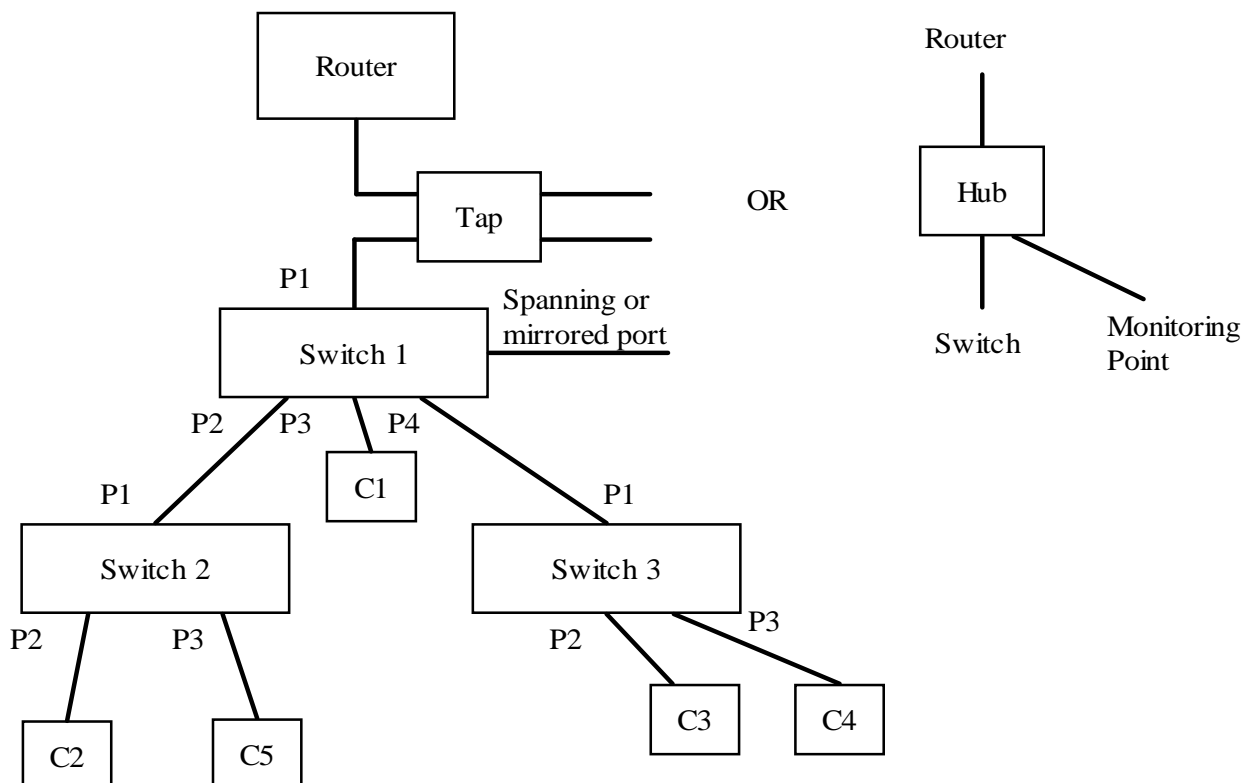 Router
Router
Tap
OR
Hub
P1
Spanning or
mirrored port
Switch 1
Switch
Monitoring
Point
P2
P3
P4
C1
P1
P1
Switch 2
Switch 3
P2
P3
P2
P3
C2
C5
C3
C4